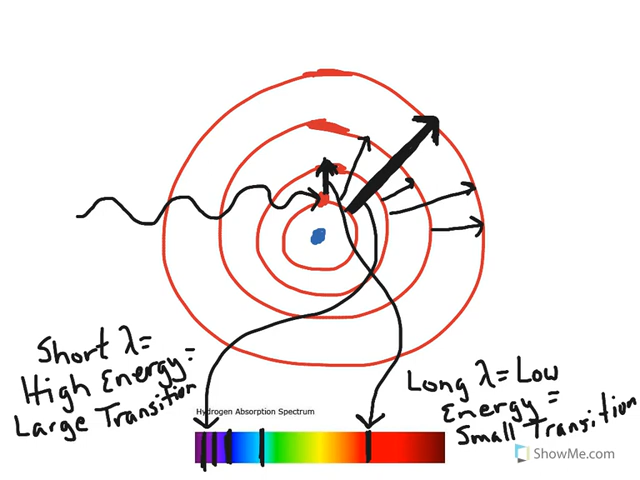 Short λ=
High Energy=
Large Transition
Hydrogen Absorption Spectrum
Long λ=Low
Energy=
Small Transition
ShowMe.com